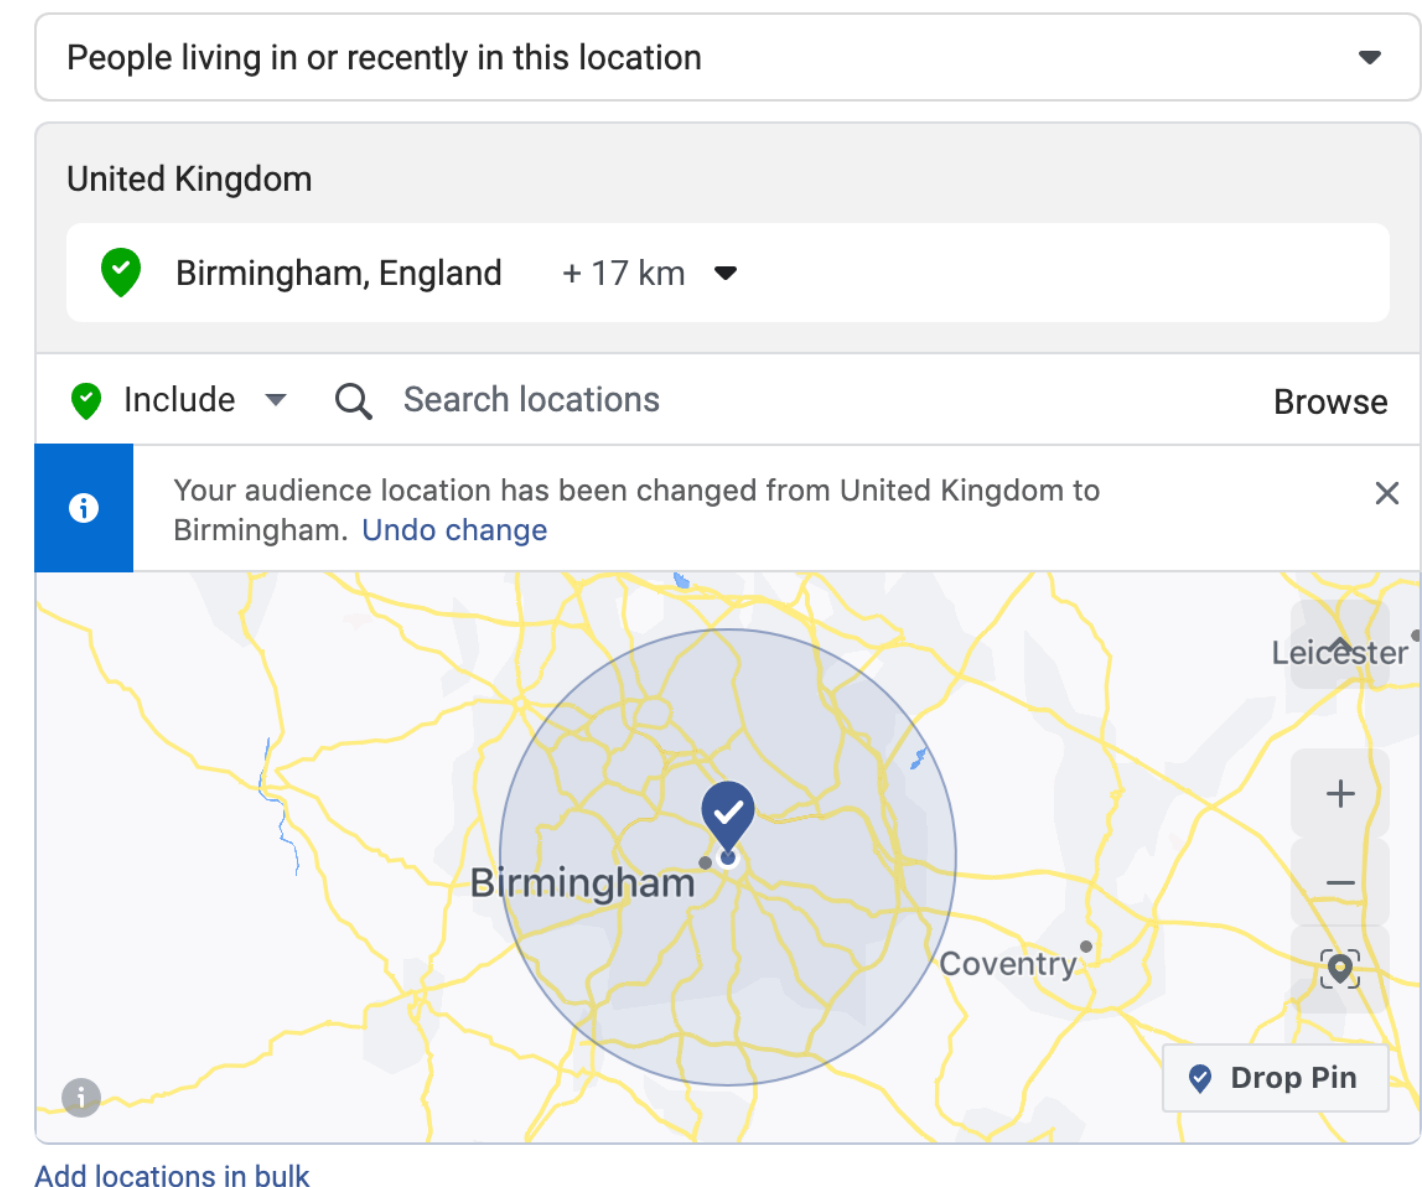 People living in or recently in this location
United Kingdom
Birmingham, England + 17 km
Include Search locations Browse
Your audience location has been changed from United Kingdom to
Birmingham. Undo change
Leicester
Birmingham
Coventry
Drop Pin
Add locations in bulk